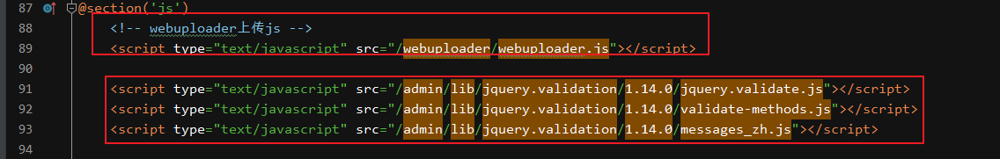 87 @section('js')
88 <!-- webuploader上传js -->
89 <script type="text/javascript" src="/webuploader/webuploader.js"></script>
90
91 <script type="text/javascript" src="/admin/lib/jquery.validation/1.14.0/jquery.validate.js"></script>
92 <script type="text/javascript" src="/admin/lib/jquery.validation/1.14.0/validate-methods.js"></script>
93 <script type="text/javascript" src="/admin/lib/jquery.validation/1.14.0/messages_zh.js"></script>
94